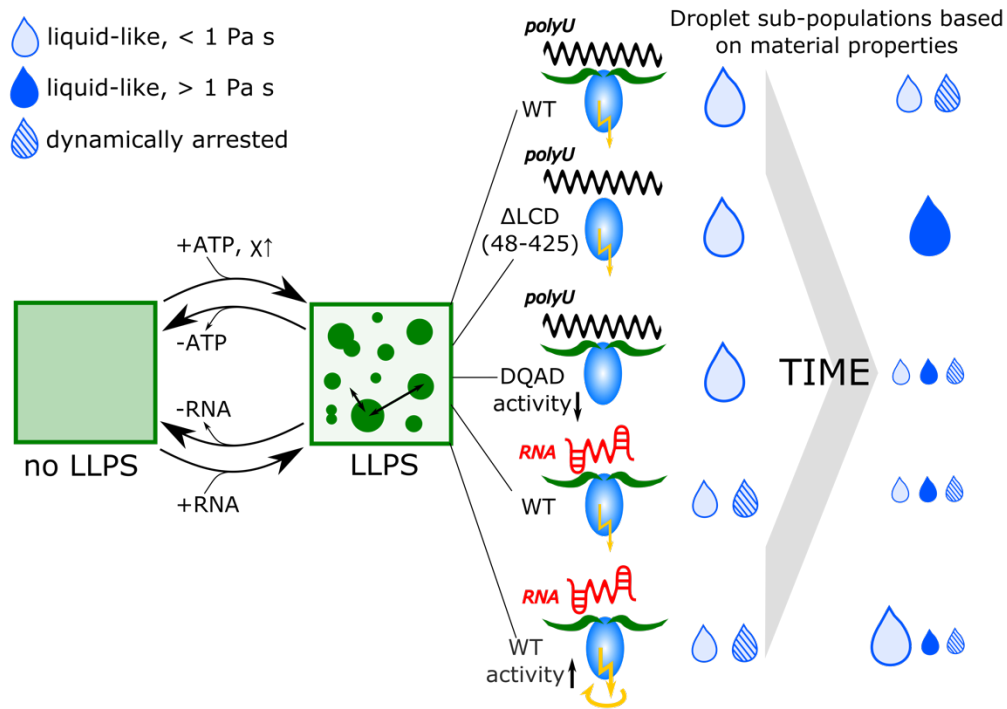 liquid-like, < 1 Pa s
liquid-like, > 1 Pa s
dynamically arrested
+ATP, χ↑
-ATP
-RNA
+RNA
no LLPS
LLPS
polyU
WT
polyU
ΔLCD
(48-425)
polyU
DQAD
activity
RNA
WT
RNA
WT
activity
Droplet sub-populations based
on material properties
TIME